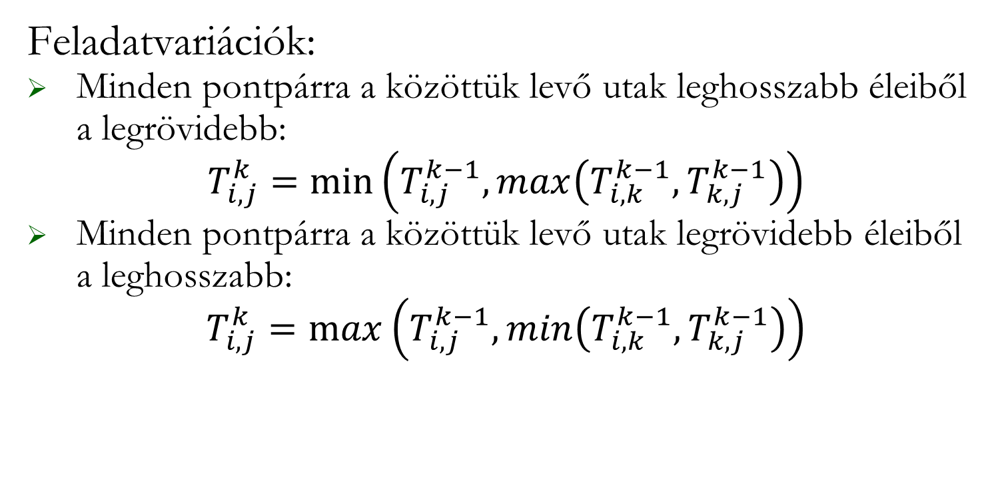 Feladatvariációk:
➢ Minden pontpárra a közöttük levő utak leghosszabb éleiből
a legrövidebb:
$T_{i,j}^{k} = \min\left(T_{i,j}^{k-1}, max\left(T_{i,k}^{k-1}, T_{k,j}^{k-1}\right)\right)$
➢ Minden pontpárra a közöttük levő utak legrövidebb éleiből
a leghosszabb:
$T_{i,j}^{k} = \mathrm{m}ax\left(T_{i,j}^{k-1}, min\left(T_{i,k}^{k-1}, T_{k,j}^{k-1}\right)\right)$